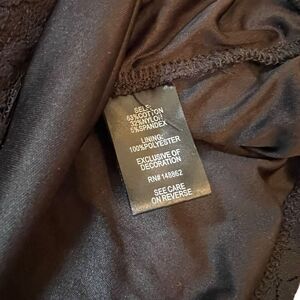 SELF:
63%COTTON
32%NYLON
5%SPANDEX
LINING:
100%POLYESTER
EXCLUSIVE OF
DECORATION
RN# 148862
SEE CARE
ON REVERSE